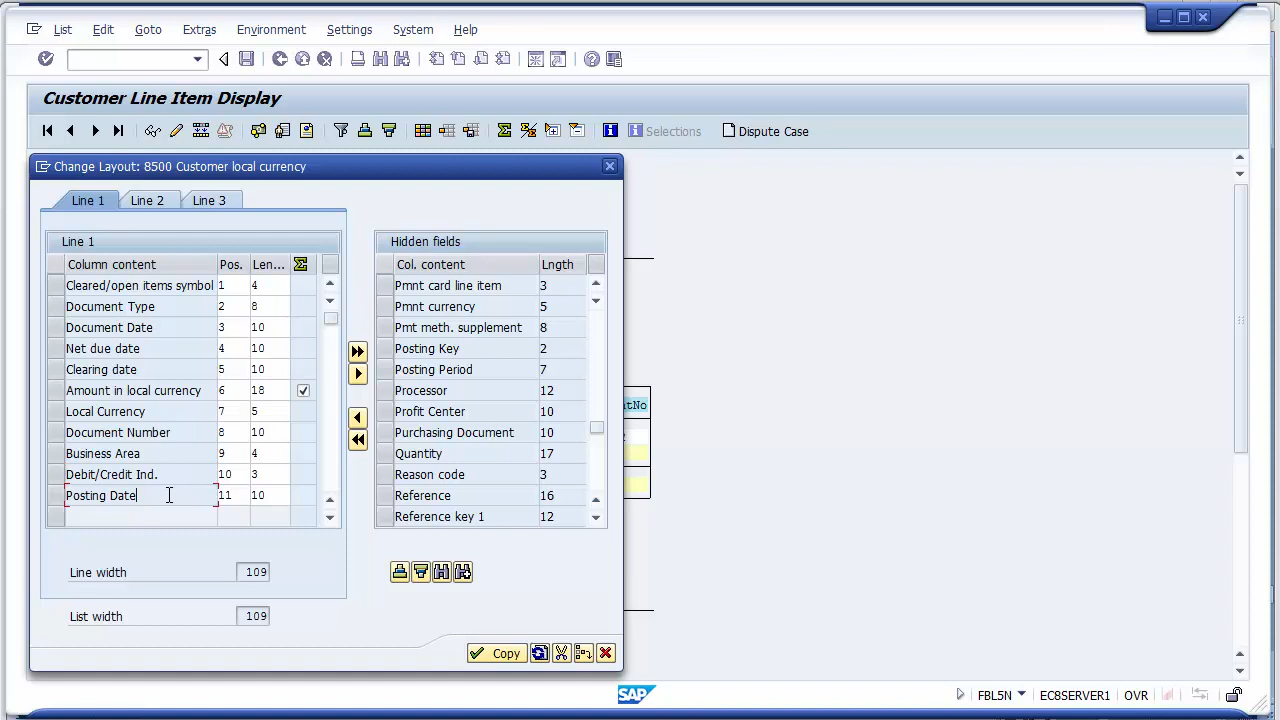 List Edit Goto Extras Environment Settings System Help
Customer Line Item Display
Selections Dispute Case
Change Layout: 8500 Customer local currency
Line 1 Line 2 Line 3
Line 1
Column content Pos. Len...
Cleared/open items symbol 1 4
Document Type 2 8
Document Date 3 10
Net due date 4 10
Clearing date 5 10
Amount in local currency 6 18
Local Currency 7 5
Document Number 8 10
Business Area 9 4
Debit/Credit Ind. 10 3
Posting Date 11 10
Line width 109
List width 109
Hidden fields
Col. content Lngth
Pmnt card line item 3
Pmnt currency 5
Pmt meth. supplement 8
Posting Key 2
Posting Period 7
Processor 12
Profit Center 10
Purchasing Document 10
Quantity 17
Reason code 3
Reference 16
Reference key 1 12
Copy
SAP FBL5N EC8SERVER1 OVR